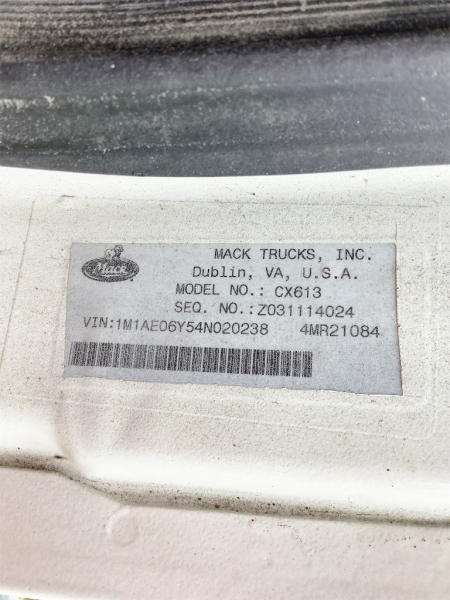 Mack
MACK TRUCKS, INC.
Dublin, VA, U.S.A.
MODEL NO.: CX613
SEQ. NO.:Z031114024
VIN:1M1AE06Y54N020238 4MR21084